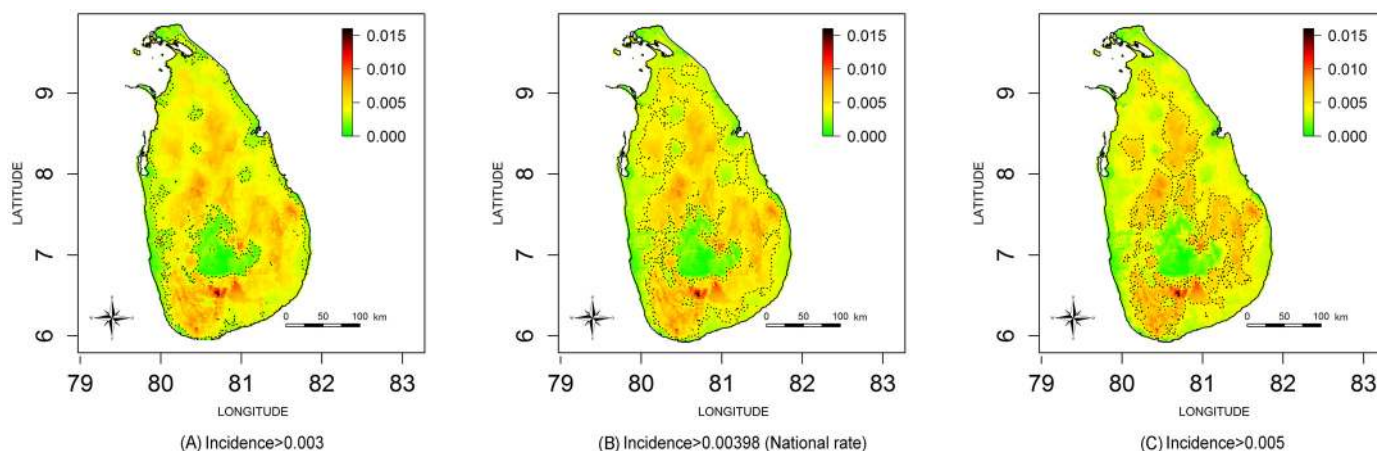 0.015
0.010
0.005
0.000
LATITUDE
9
8
7
6
0 50 100 km
79 80 81 82 83
LONGITUDE
(A) Incidence>0.003
0.015
0.010
0.005
0.000
LATITUDE
9
8
7
6
0 50 100 km
79 80 81 82 83
LONGITUDE
(B) Incidence>0.00398 (National rate)
0.015
0.010
0.005
0.000
LATITUDE
9
8
7
6
0 50 100 km
79 80 81 82 83
LONGITUDE
(C) Incidence>0.005